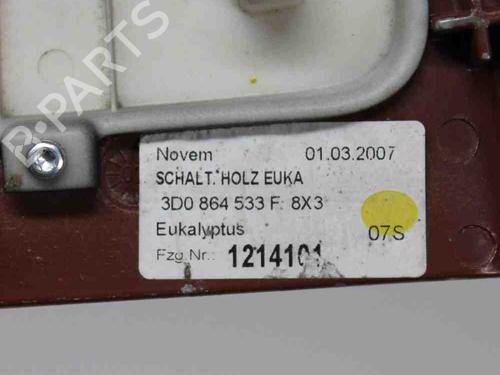 B-PARTS
Novem 01.03.2007
SCHALT. HOLZ EUKA
3D0 864 533 F. 8X3
Eukalyptus 07S
Fzg.Nr.: 1214101